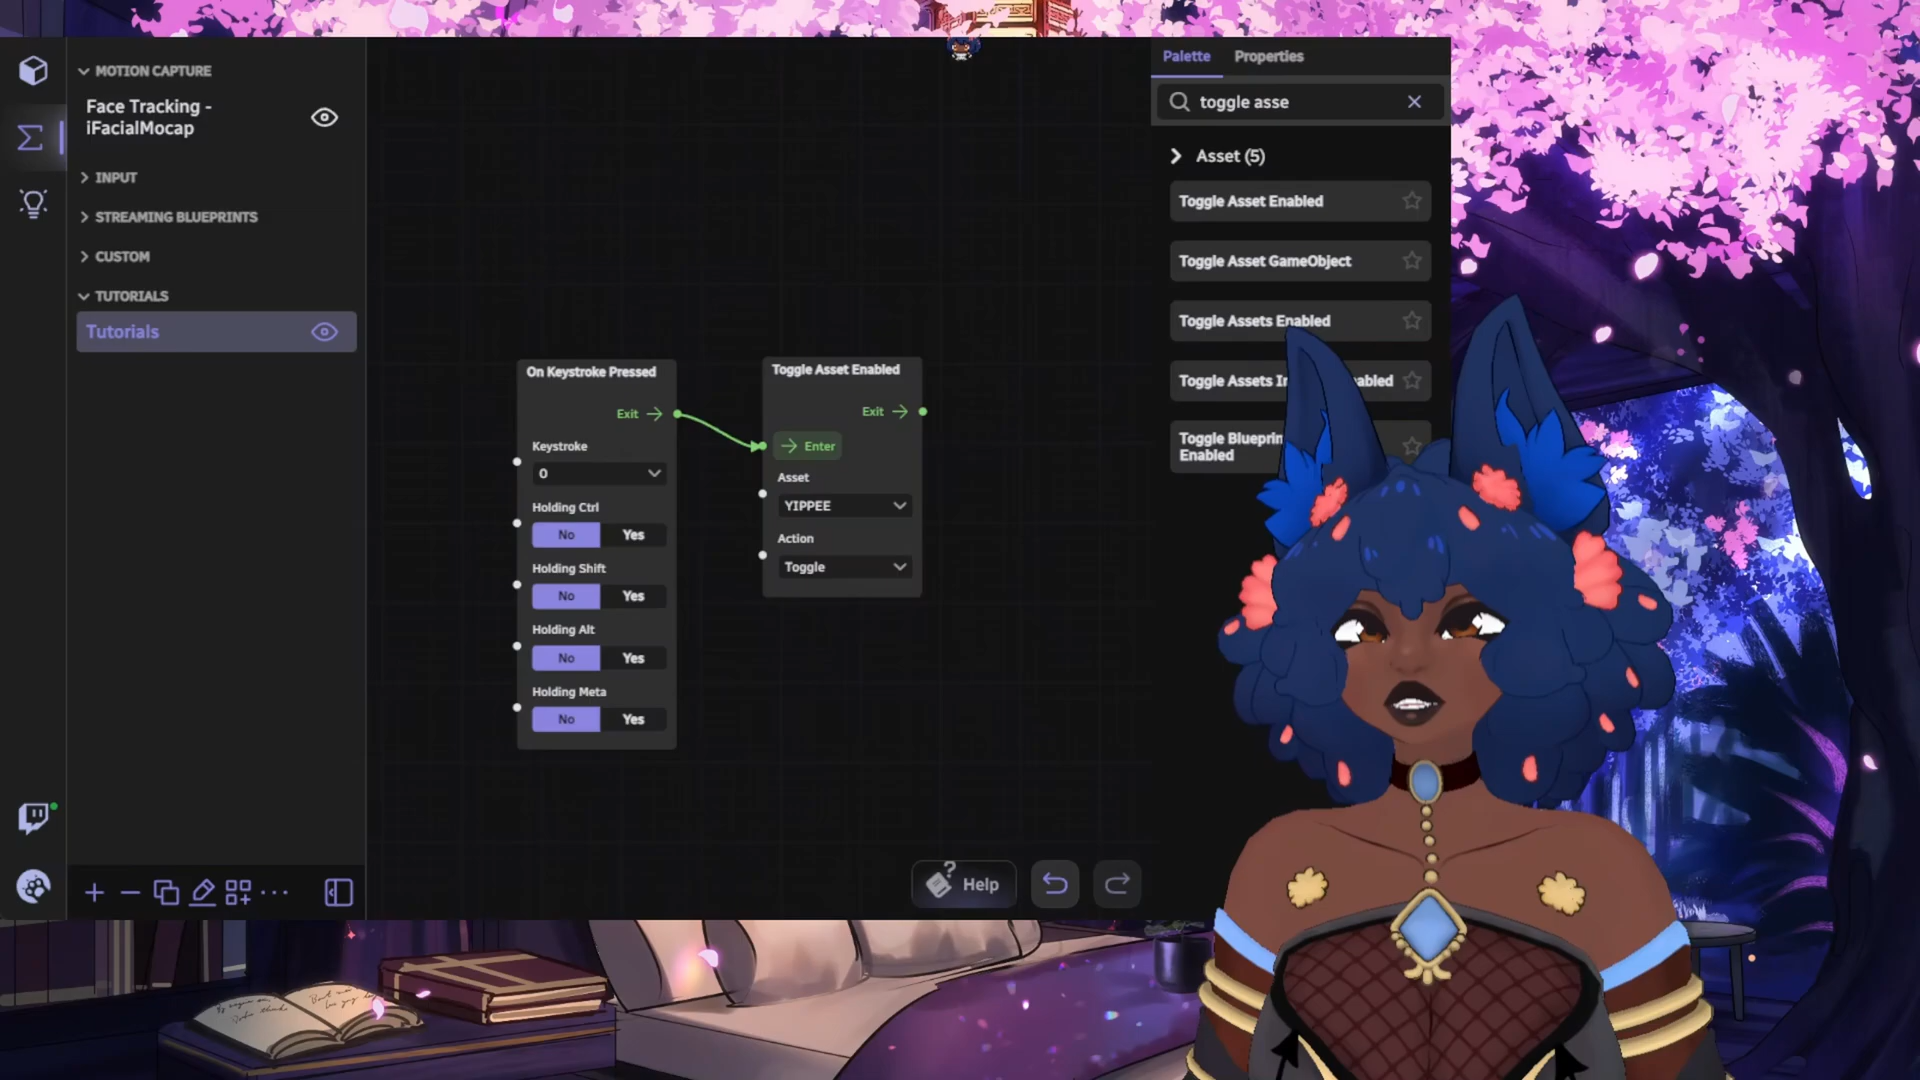 MOTION CAPTURE
Face Tracking -
iFacialMocap
INPUT
STREAMING BLUEPRINTS
CUSTOM
TUTORIALS
Tutorials
On Keystroke Pressed
Exit
Keystroke
0
Holding Ctrl
No Yes
Holding Shift
No Yes
Holding Alt
No Yes
Holding Meta
No Yes
Toggle Asset Enabled
Exit
Enter
Asset
YIPPEE
Action
Toggle
Help
Palette Properties
toggle asse
Asset (5)
Toggle Asset Enabled
Toggle Asset GameObject
Toggle Assets Enabled
Toggle Assets
Toggle
Enabled